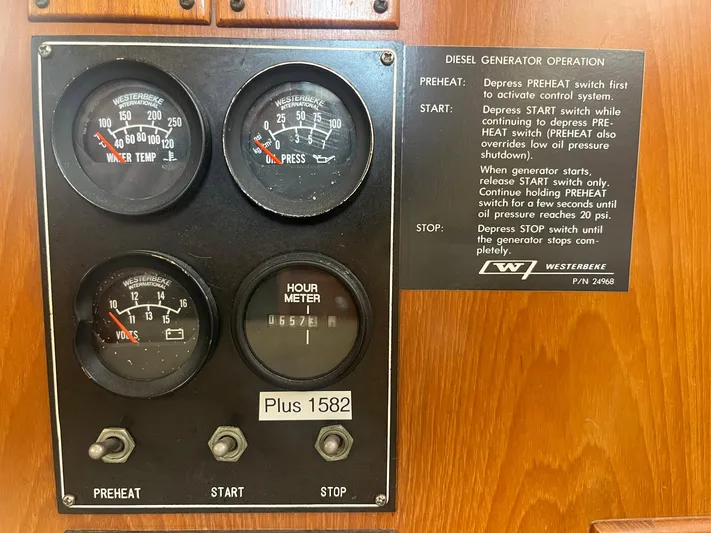 WESTERBEKE
INTERNATIONAL
100 150 200 250
40 60 80 100 120
WATER TEMP
WESTERBEKE
INTERNATIONAL
0 25 50 75 100
0 3 5
OIL PRESS
WESTERBEKE
INTERNATIONAL
10 12 14 16
11 13 15
VOLTS
HOUR
METER
0657
Plus 1582
PREHEAT START STOP
DIESEL GENERATOR OPERATION
PREHEAT: Depress PREHEAT switch first
to activate control system.
START: Depress START switch while
continuing to depress PRE-
HEAT switch (PREHEAT also
overrides low oil pressure
shutdown).
When generator starts,
release START switch only.
Continue holding PREHEAT
switch for a few seconds until
oil pressure reaches 20 psi.
STOP: Depress STOP switch until
the generator stops com-
pletely.
W WESTERBEKE
P/N 24968